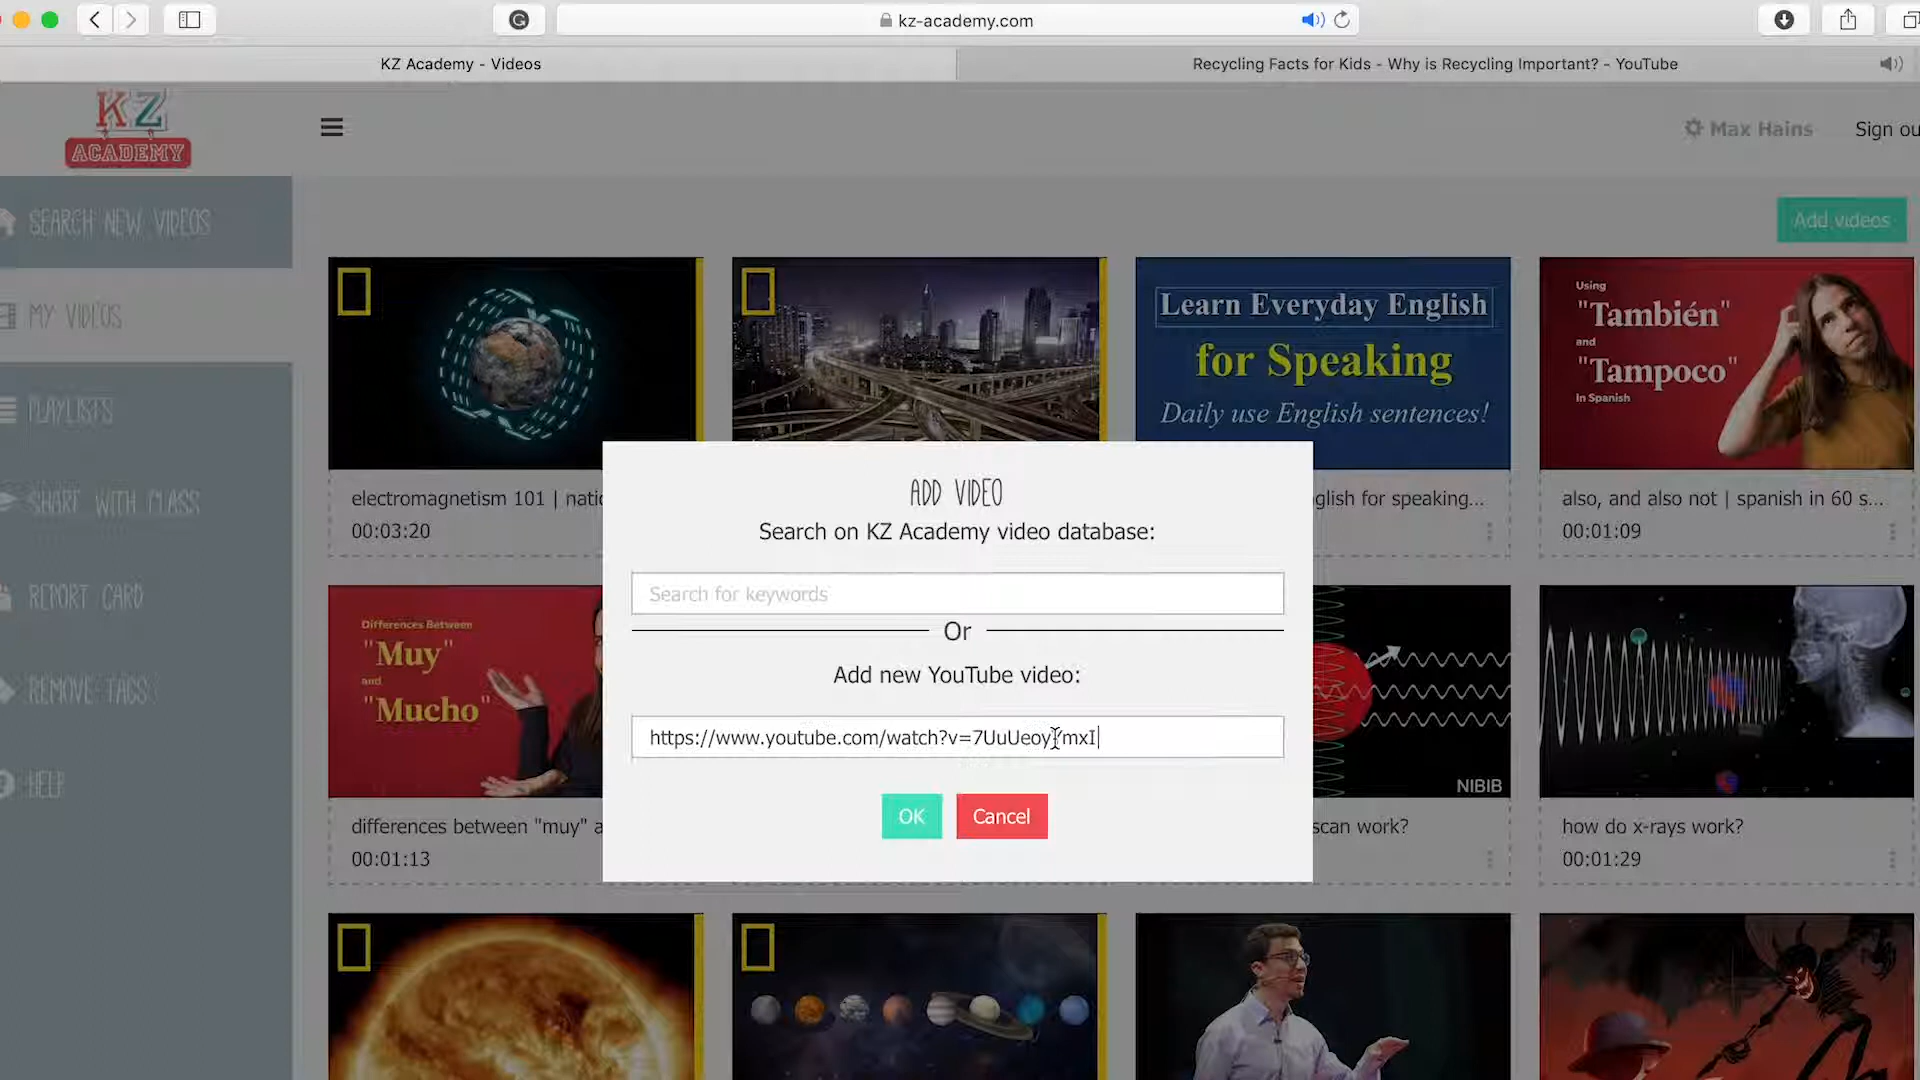 kz-academy.com
KZ Academy - Videos
Recycling Facts for Kids - Why is Recycling Important? - YouTube
KZ
ACADEMY
Max Hains
Sign ou
SEARCH NEW VIDEOS
MY VIDEOS
PLAYLISTS
SHARE WITH CLASS
REPORT CARD
REMOVE TAGS
HELP
Add videos
Learn Everyday English
for Speaking
Daily use English sentences!
Using
"También"
and
"Tampoco"
In Spanish
electromagnetism 101 | natio
00:03:20
glish for speaking...
also, and also not | spanish in 60 s...
00:01:09
ADD VIDEO
Search on KZ Academy video database:
Search for keywords
Or
Add new YouTube video:
https://www.youtube.com/watch?v=7UuUeoyYmxI
OK
Cancel
Differences Between
"Muy"
and
"Mucho"
NIBIB
differences between "muy" a
00:01:13
scan work?
how do x-rays work?
00:01:29